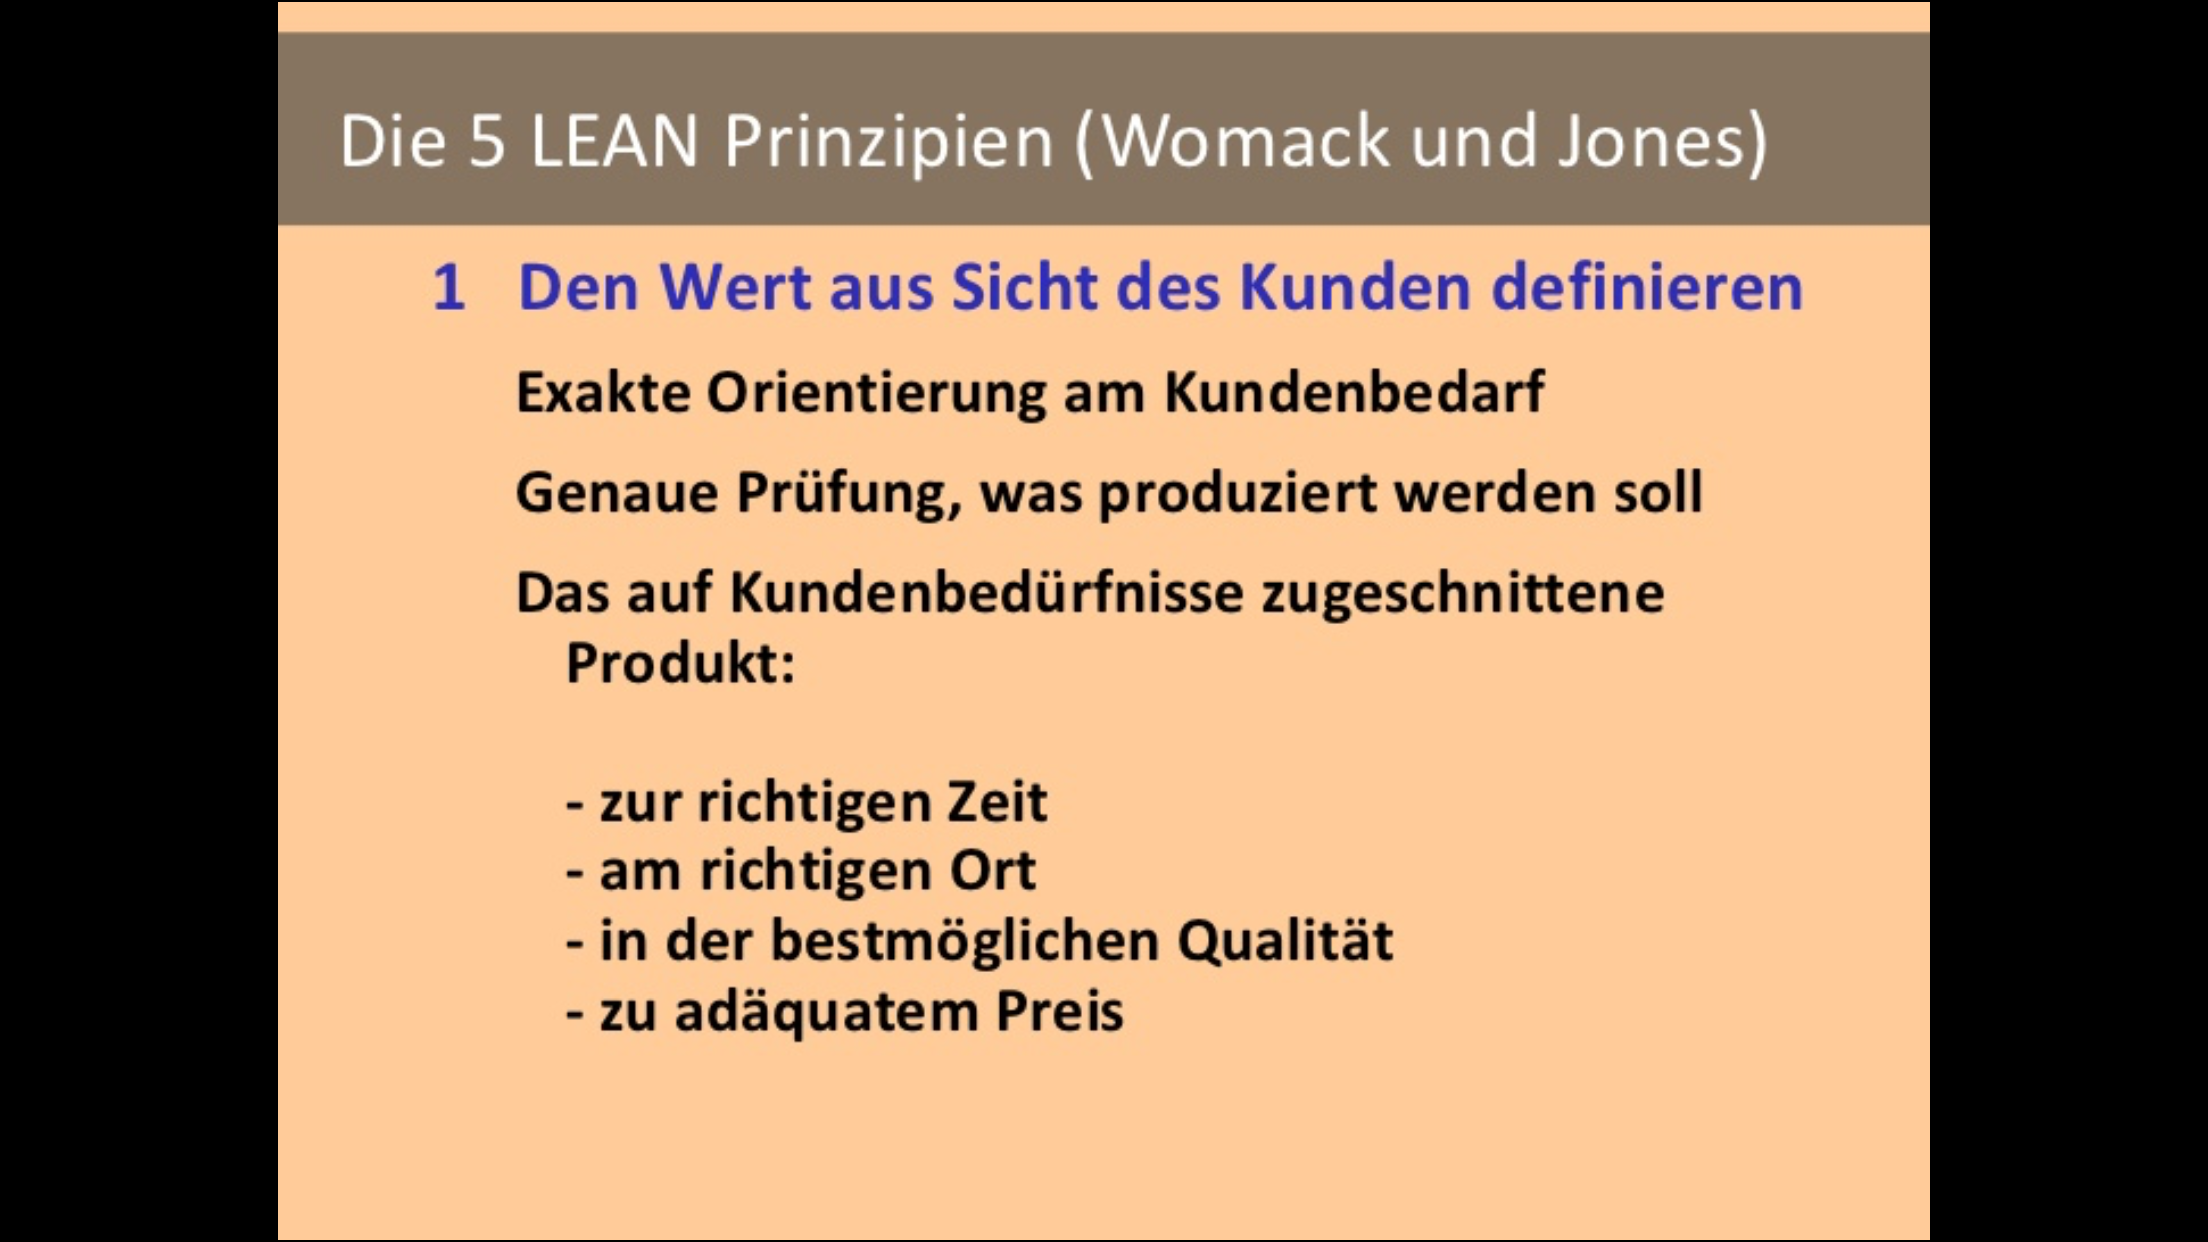 Die 5 LEAN Prinzipien (Womack und Jones)
1 Den Wert aus Sicht des Kunden definieren
Exakte Orientierung am Kundenbedarf
Genaue Prüfung, was produziert werden soll
Das auf Kundenbedürfnisse zugeschnittene
Produkt:
- zur richtigen Zeit
- am richtigen Ort
- in der bestmöglichen Qualität
- zu adäquatem Preis